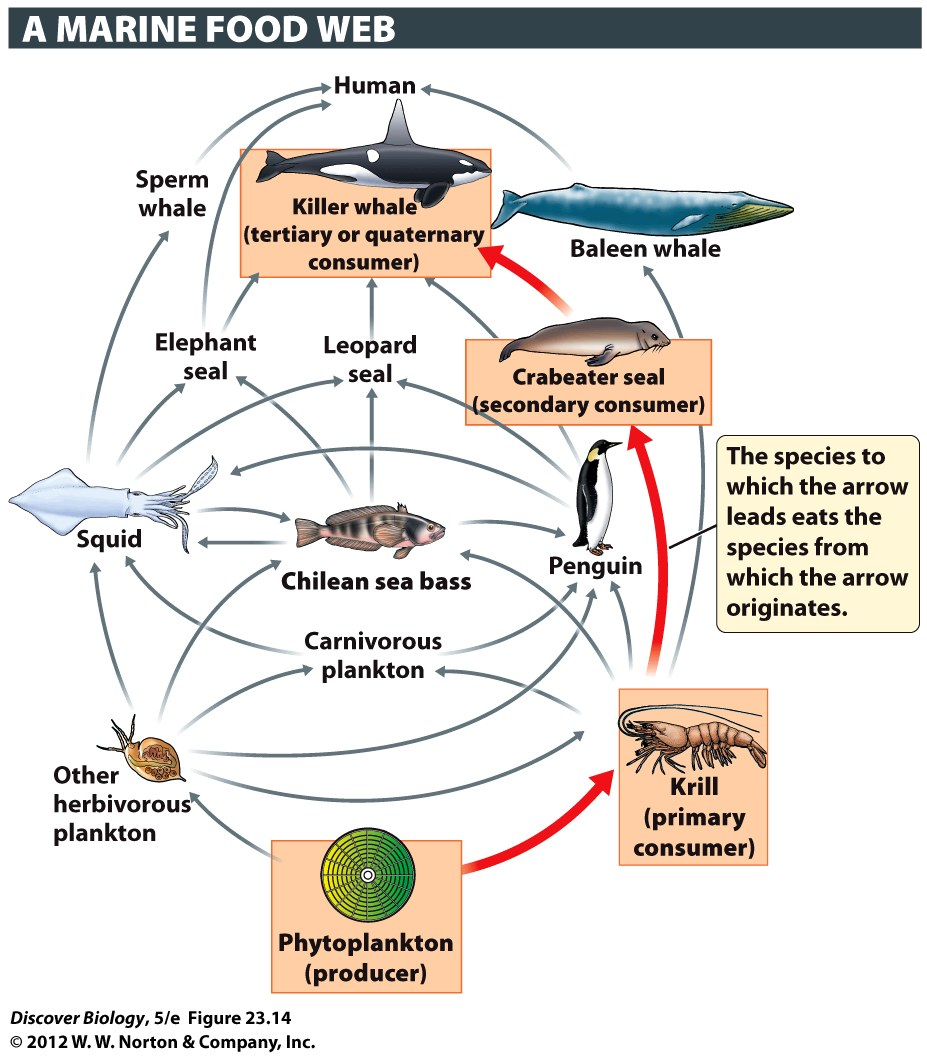 A MARINE FOOD WEB
Human
Sperm
whale
Killer whale
(tertiary or quaternary
consumer)
Baleen whale
Elephant
seal
Leopard
seal
Crabeater seal
(secondary consumer)
The species to
which the arrow
leads eats the
species from
which the arrow
originates.
Squid
Chilean sea bass
Penguin
Carnivorous
plankton
Other
herbivorous
plankton
Krill
(primary
consumer)
Phytoplankton
(producer)
Discover Biology, 5/e Figure 23.14
© 2012 W. W. Norton & Company, Inc.